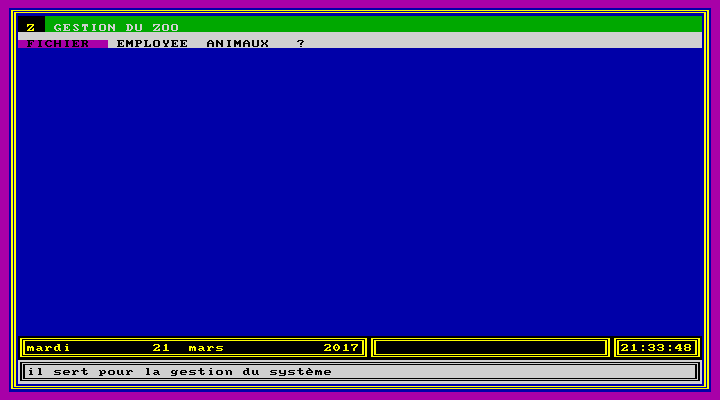 Z GESTION DU ZOO
FICHIER EMPLOYEE ANIMAUX ?
mardi 21 mars 2017 21:33:48
il sert pour la gestion du système